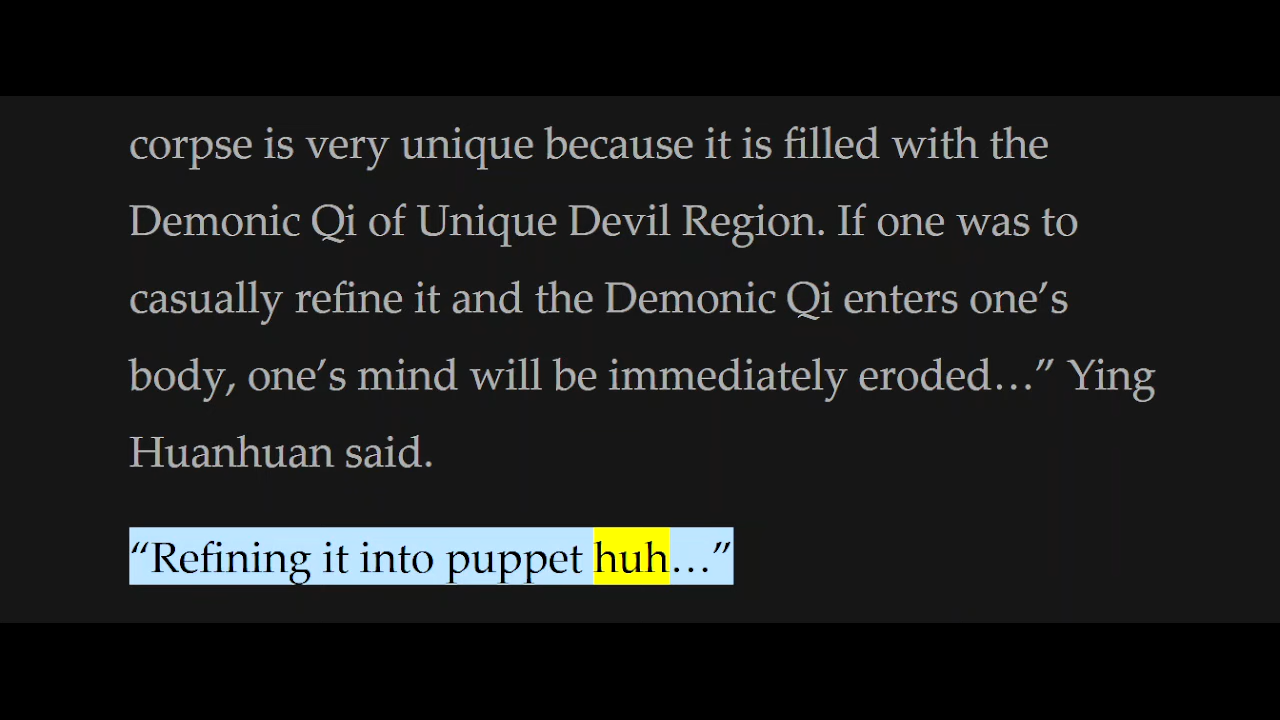 corpse is very unique because it is filled with the
Demonic Qi of Unique Devil Region. If one was to
casually refine it and the Demonic Qi enters one’s
body, one’s mind will be immediately eroded…” Ying
Huanhuan said.
“Refining it into puppet huh…”